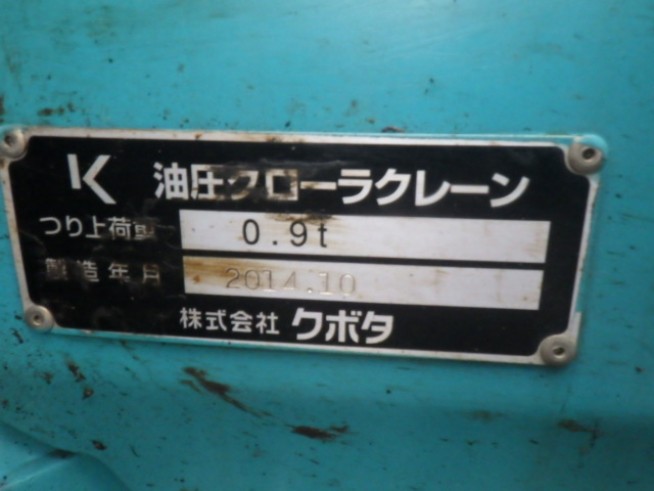 K 油圧クローラクレーン
つり上荷重 0.9t
製造年月 2014.10
株式会社 クボタ